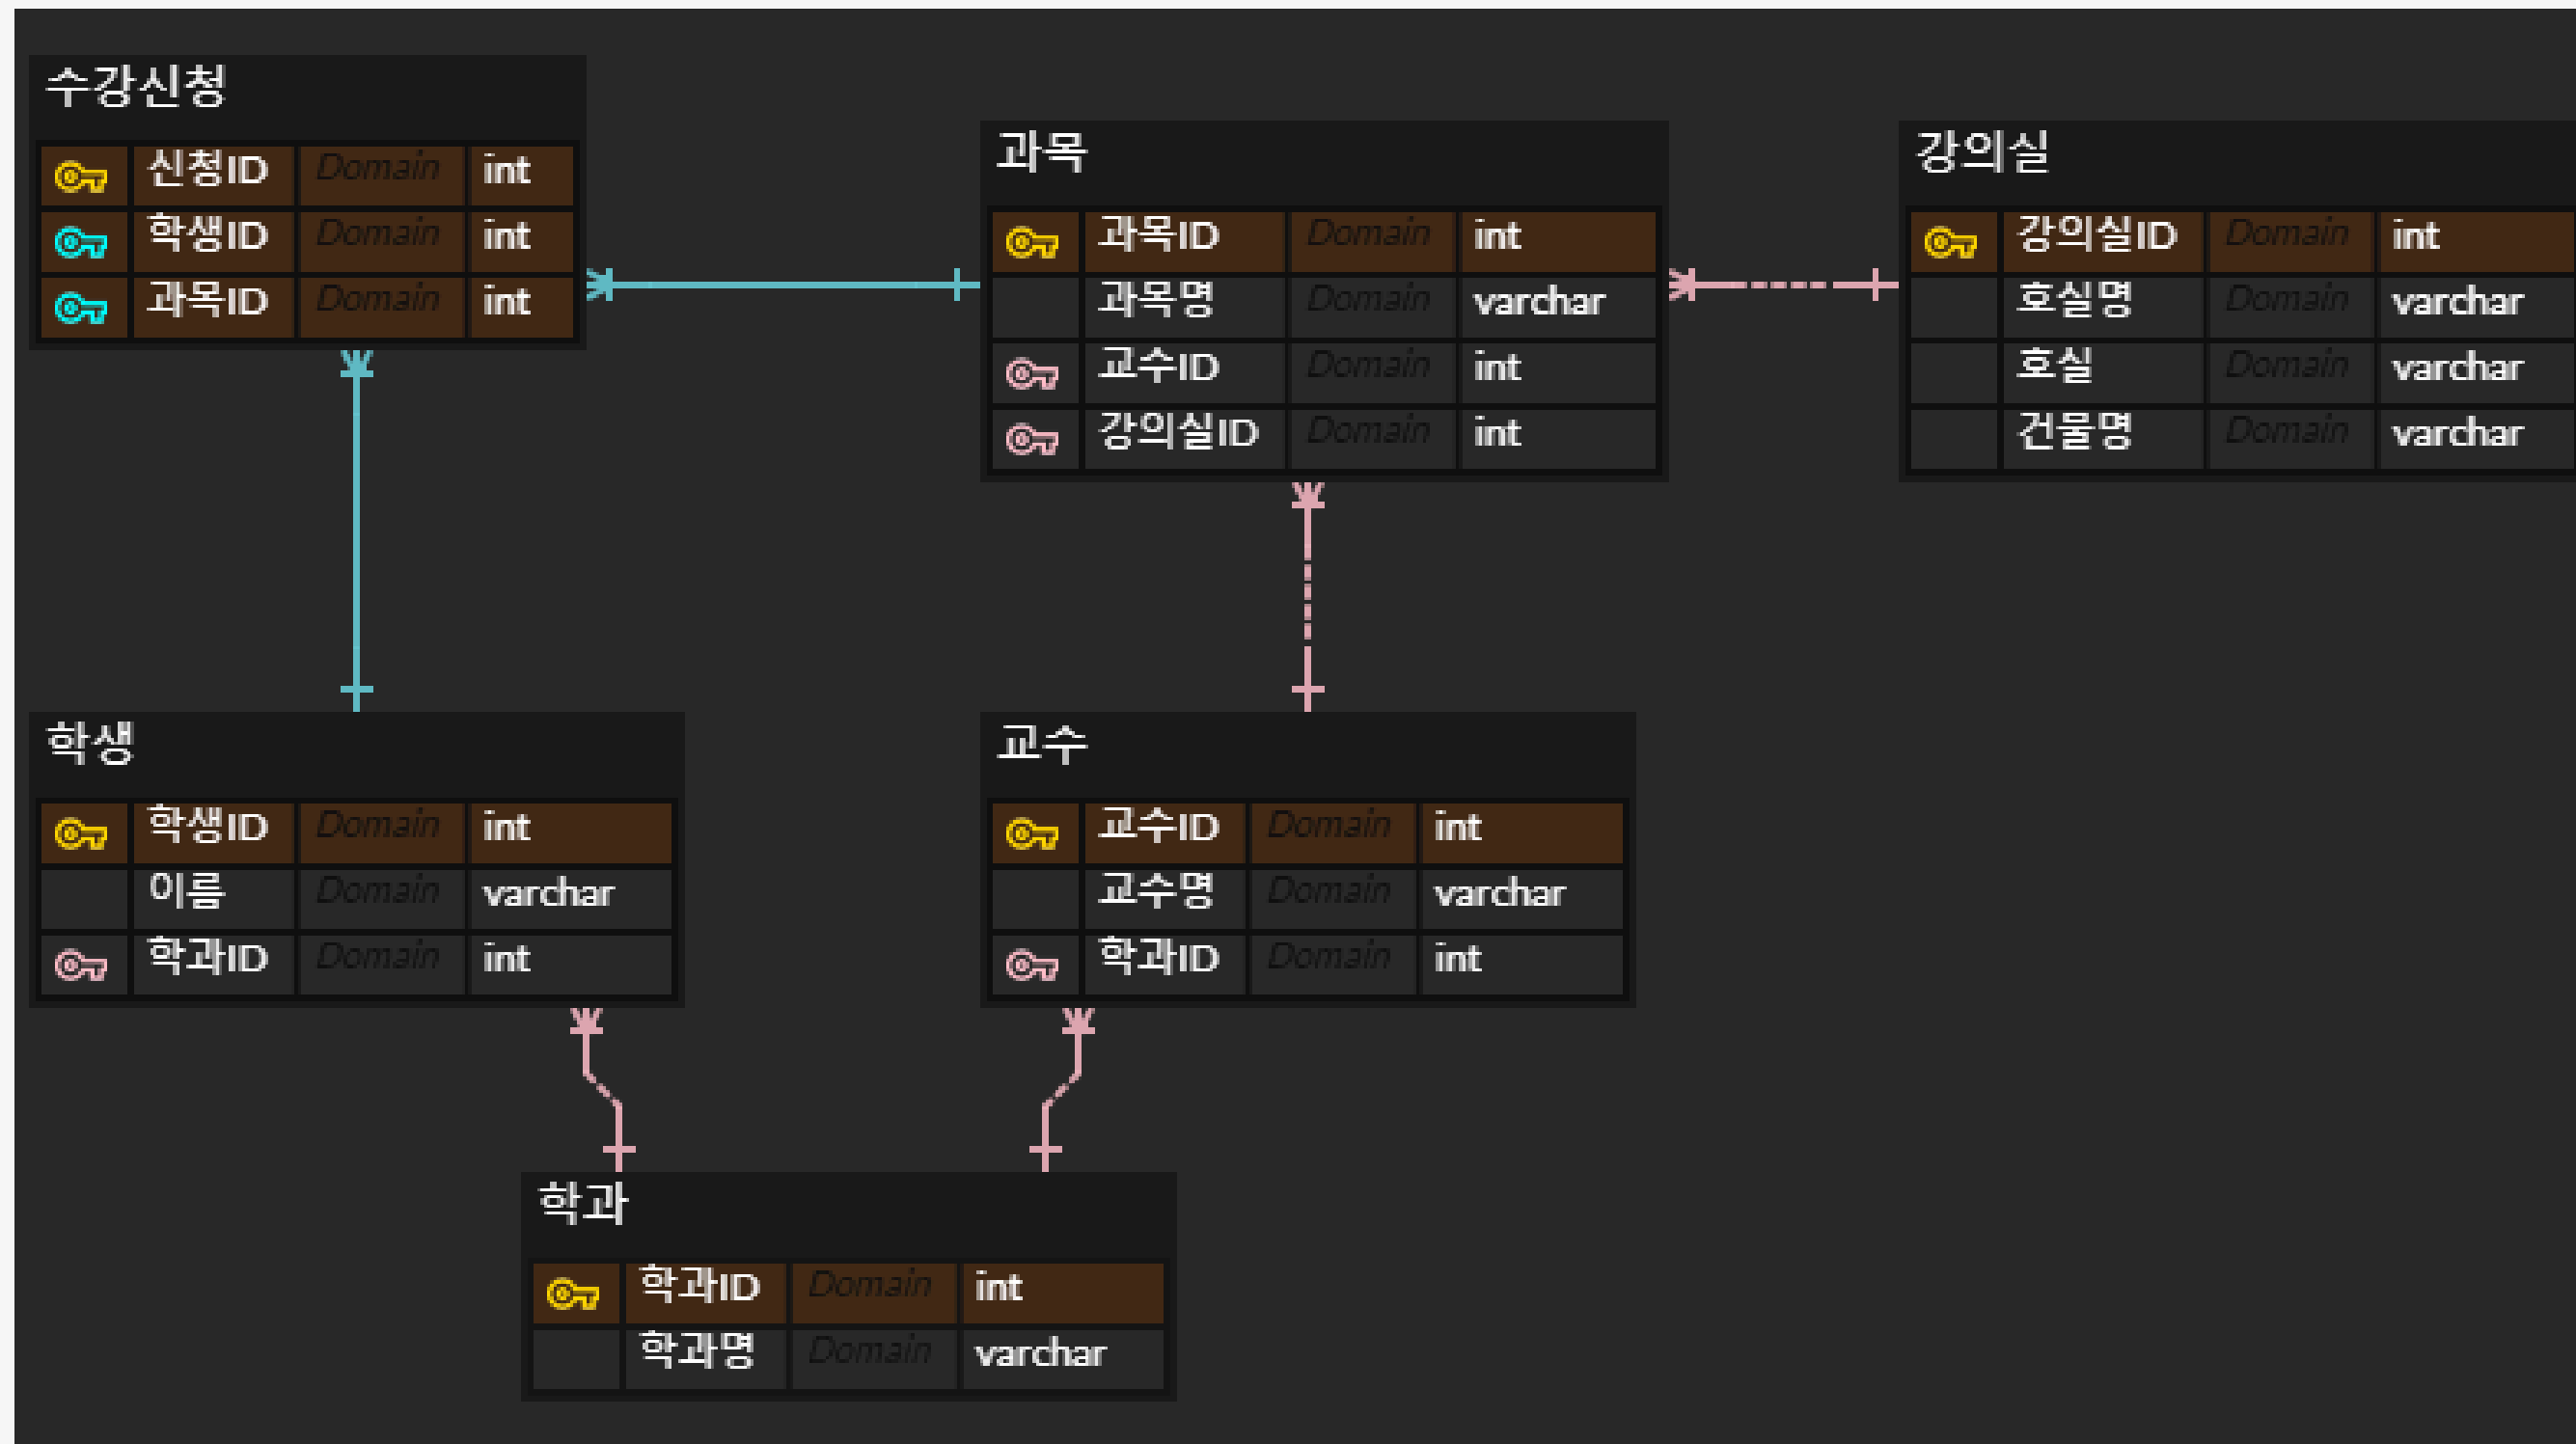 수강신청
신청ID Domain int
학생ID Domain int
과목ID Domain int
과목
과목ID Domain int
과목명 Domain varchar
교수ID Domain int
강의실ID Domain int
강의실
강의실ID Domain int
호실명 Domain varchar
호실 Domain varchar
건물명 Domain varchar
학생
학생ID Domain int
이름 Domain varchar
학과ID Domain int
교수
교수ID Domain int
교수명 Domain varchar
학과ID Domain int
학과
학과ID Domain int
학과명 Domain varchar